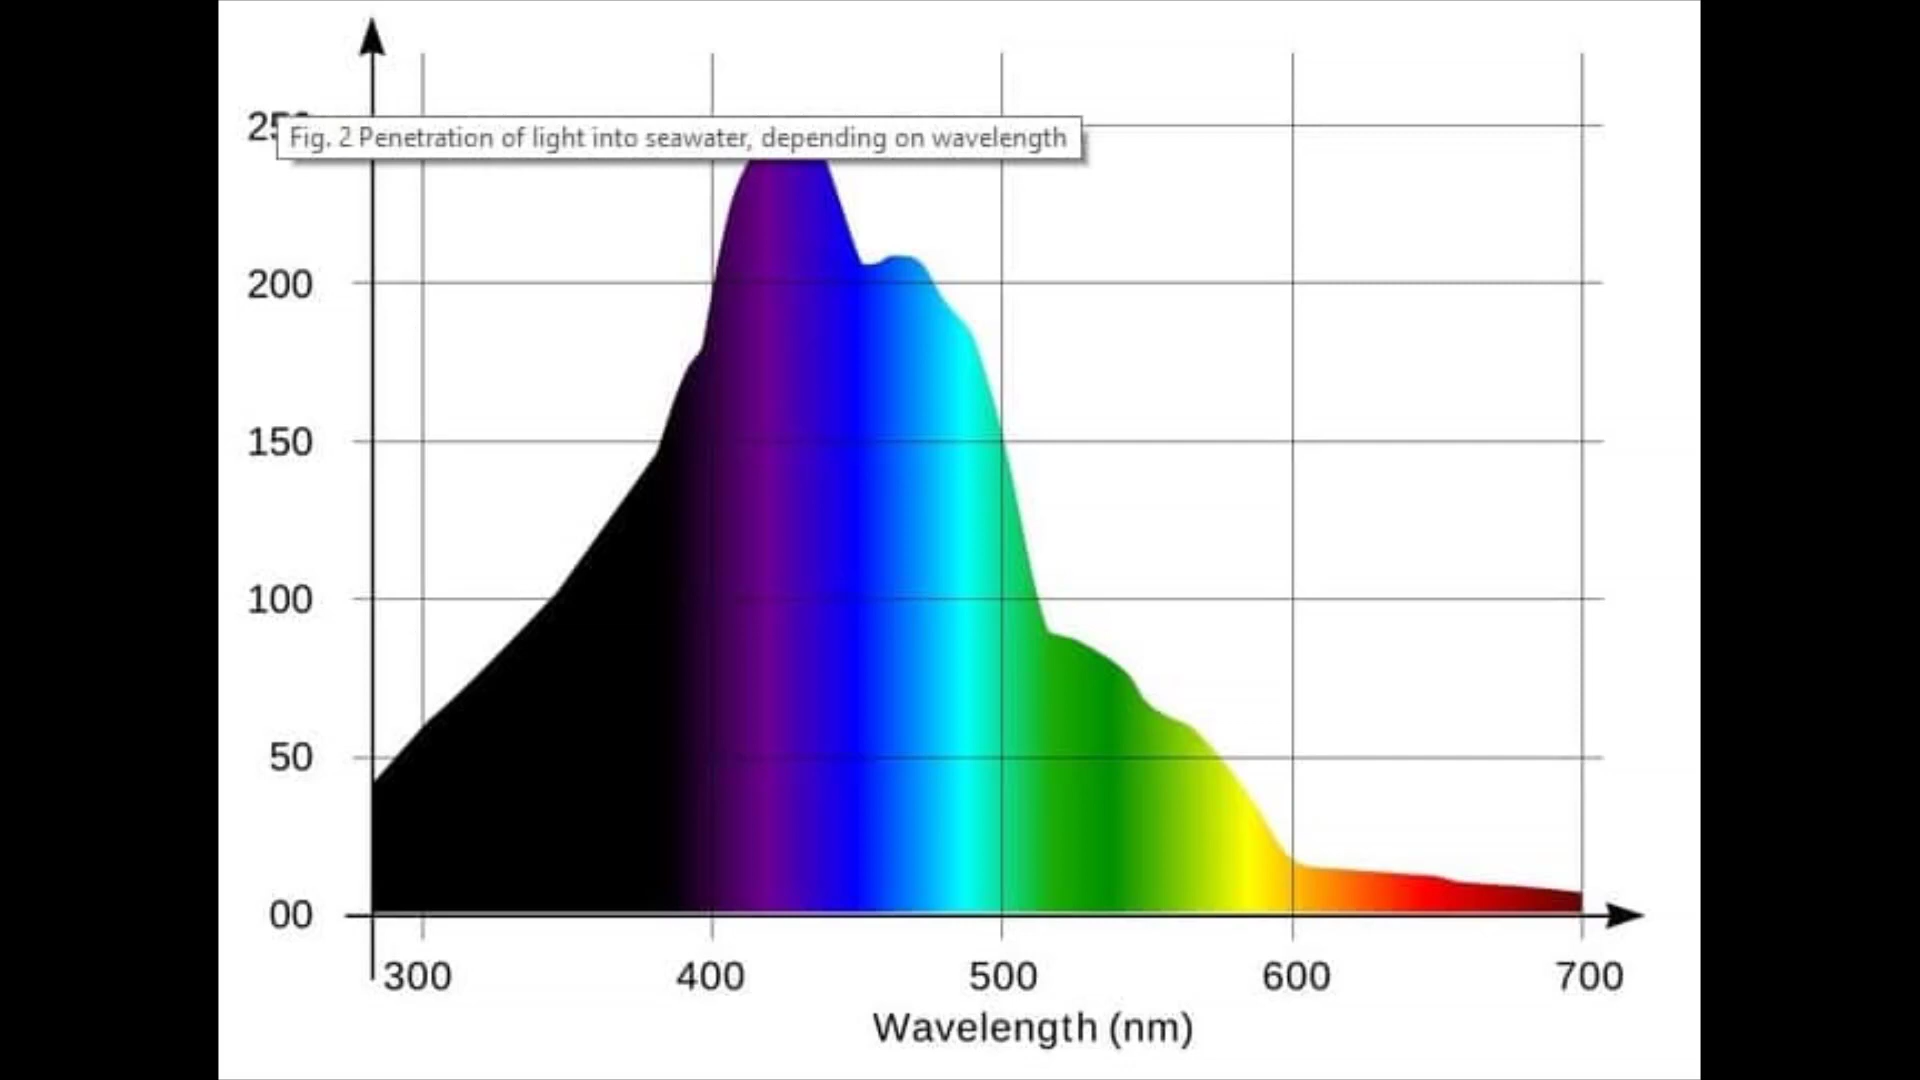 Fig. 2 Penetration of light into seawater, depending on wavelength
200
150
100
50
00
300 400 500 600 700
Wavelength (nm)